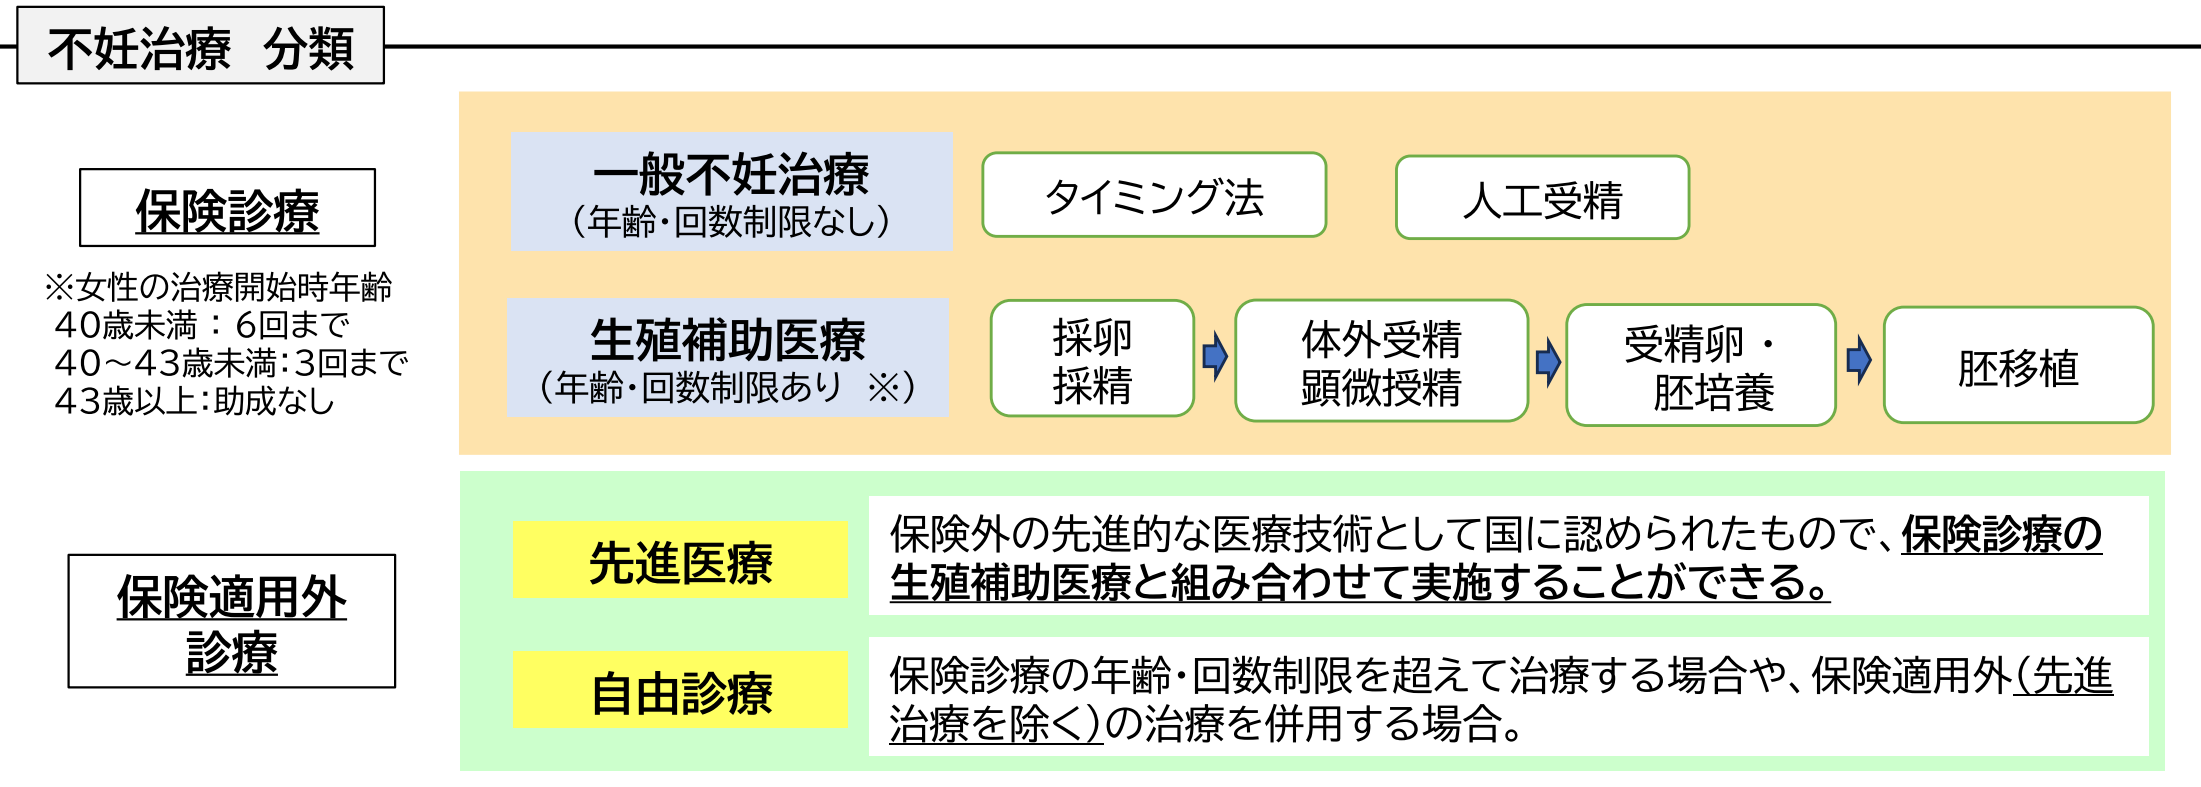 不妊治療　分類
保険診療
※女性の治療開始時年齢
40歳未満：6回まで
40～43歳未満：3回まで
43歳以上：助成なし
一般不妊治療
（年齢・回数制限なし）
タイミング法
人工受精
生殖補助医療
（年齢・回数制限あり　※）
採卵
採精
体外受精
顕微授精
受精卵・
胚培養
胚移植
保険適用外
診療
先進医療
保険外の先進的な医療技術として国に認められたもので、保険診療の
生殖補助医療と組み合わせて実施することができる。
自由診療
保険診療の年齢・回数制限を超えて治療する場合や、保険適用外（先進
治療を除く）の治療を併用する場合。